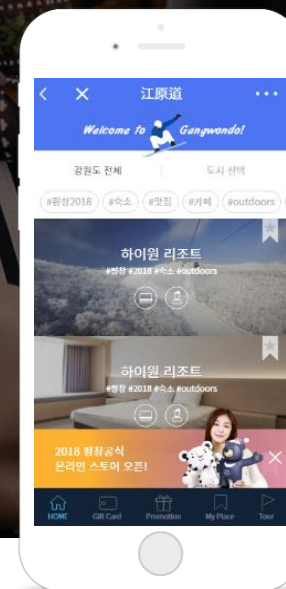 江原道
Welcome to Gangwondo!
강원도 전체
도시 선택
#평창2018 #숙소 #맛집 #카페 #outdoors
하이원 리조트
#평창 #2018 #숙소 #outdoors
하이원 리조트
#평창 #2018 #숙소 #outdoors
2018 평창공식
온라인 스토어 오픈!
HOME Gift Card Promotion My Place Tour